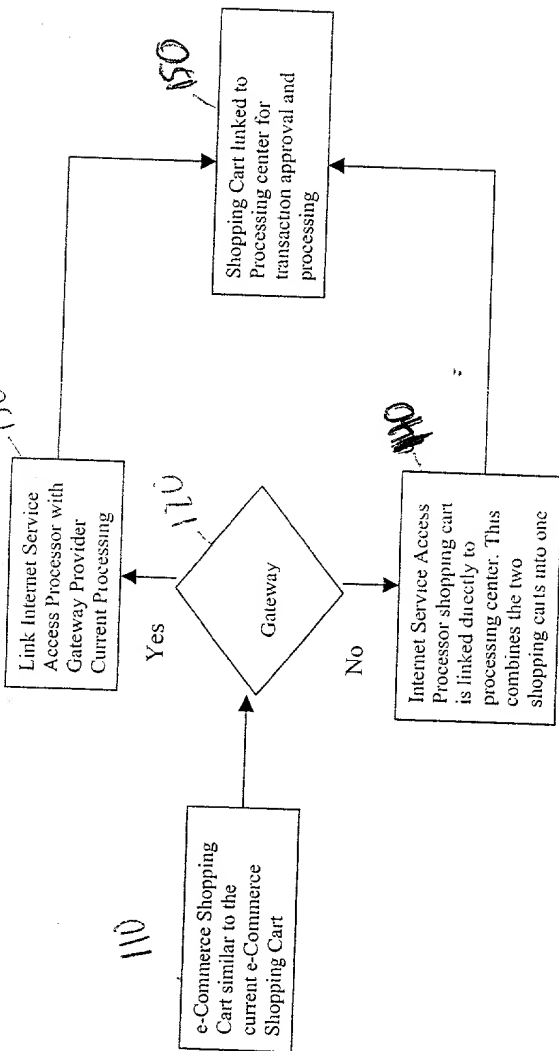 110
e-Commerce Shopping
Cart similar to the
current e-Commerce
Shopping Cart
Link Internet Service
Access Processor with
Gateway Provider
Current Processing
Yes
120
Gateway
No
140
Internet Service Access
Processor shopping cart
is linked directly to
processing center. This
combines the two
shopping carts into one
150
Shopping Cart linked to
Processing center for
transaction approval and
processing